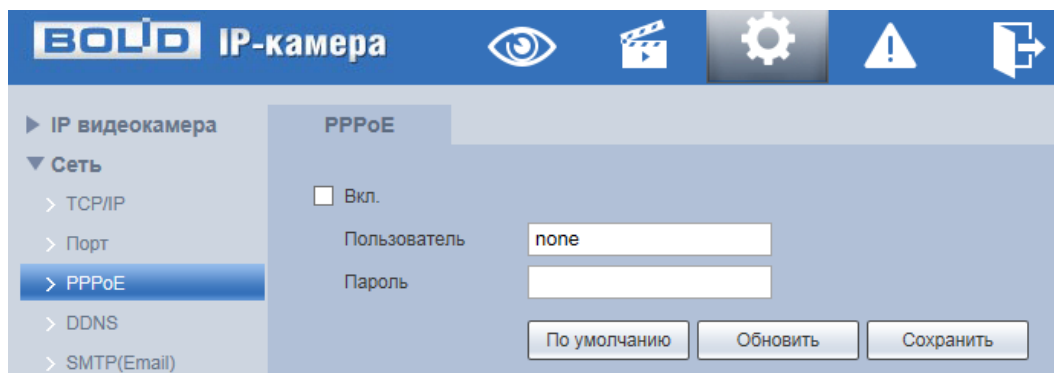 BOLID IP-камера
IP видеокамера
Сеть
TCP/IP
Порт
PPPoE
DDNS
SMTP(Email)
PPPoE
Вкл.
Пользователь none
Пароль
По умолчанию Обновить Сохранить